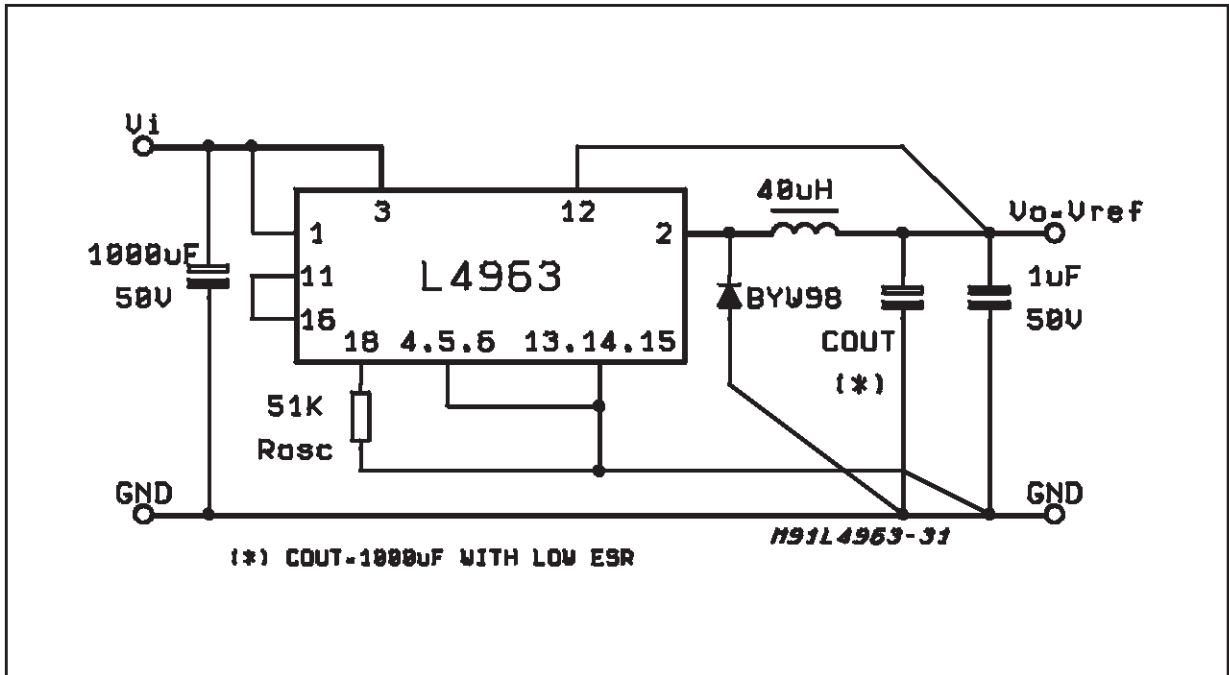 Vi
3
12
40uH
1
2
Vo=Vref
1000uF
50V
11
L4963
BYW98
1uF
50V
16
18
4.5.6
13.14.15
COUT
(*)
51K
Rosc
GND
GND
M91L4963-31
(*) COUT=1000uF WITH LOW ESR